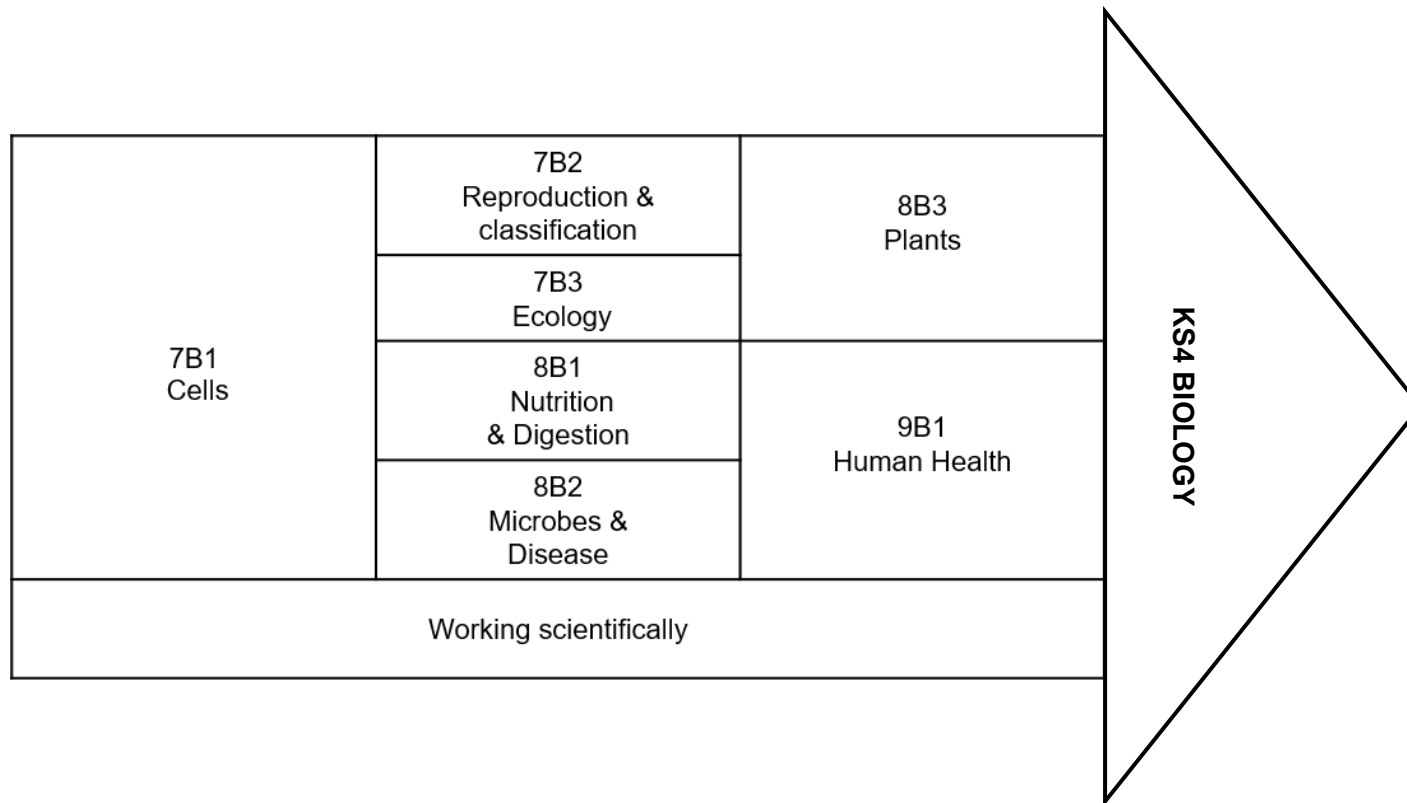 7B1
Cells
7B2
Reproduction &
classification
7B3
Ecology
8B1
Nutrition
& Digestion
8B2
Microbes &
Disease
8B3
Plants
9B1
Human Health
Working scientifically
KS4 BIOLOGY